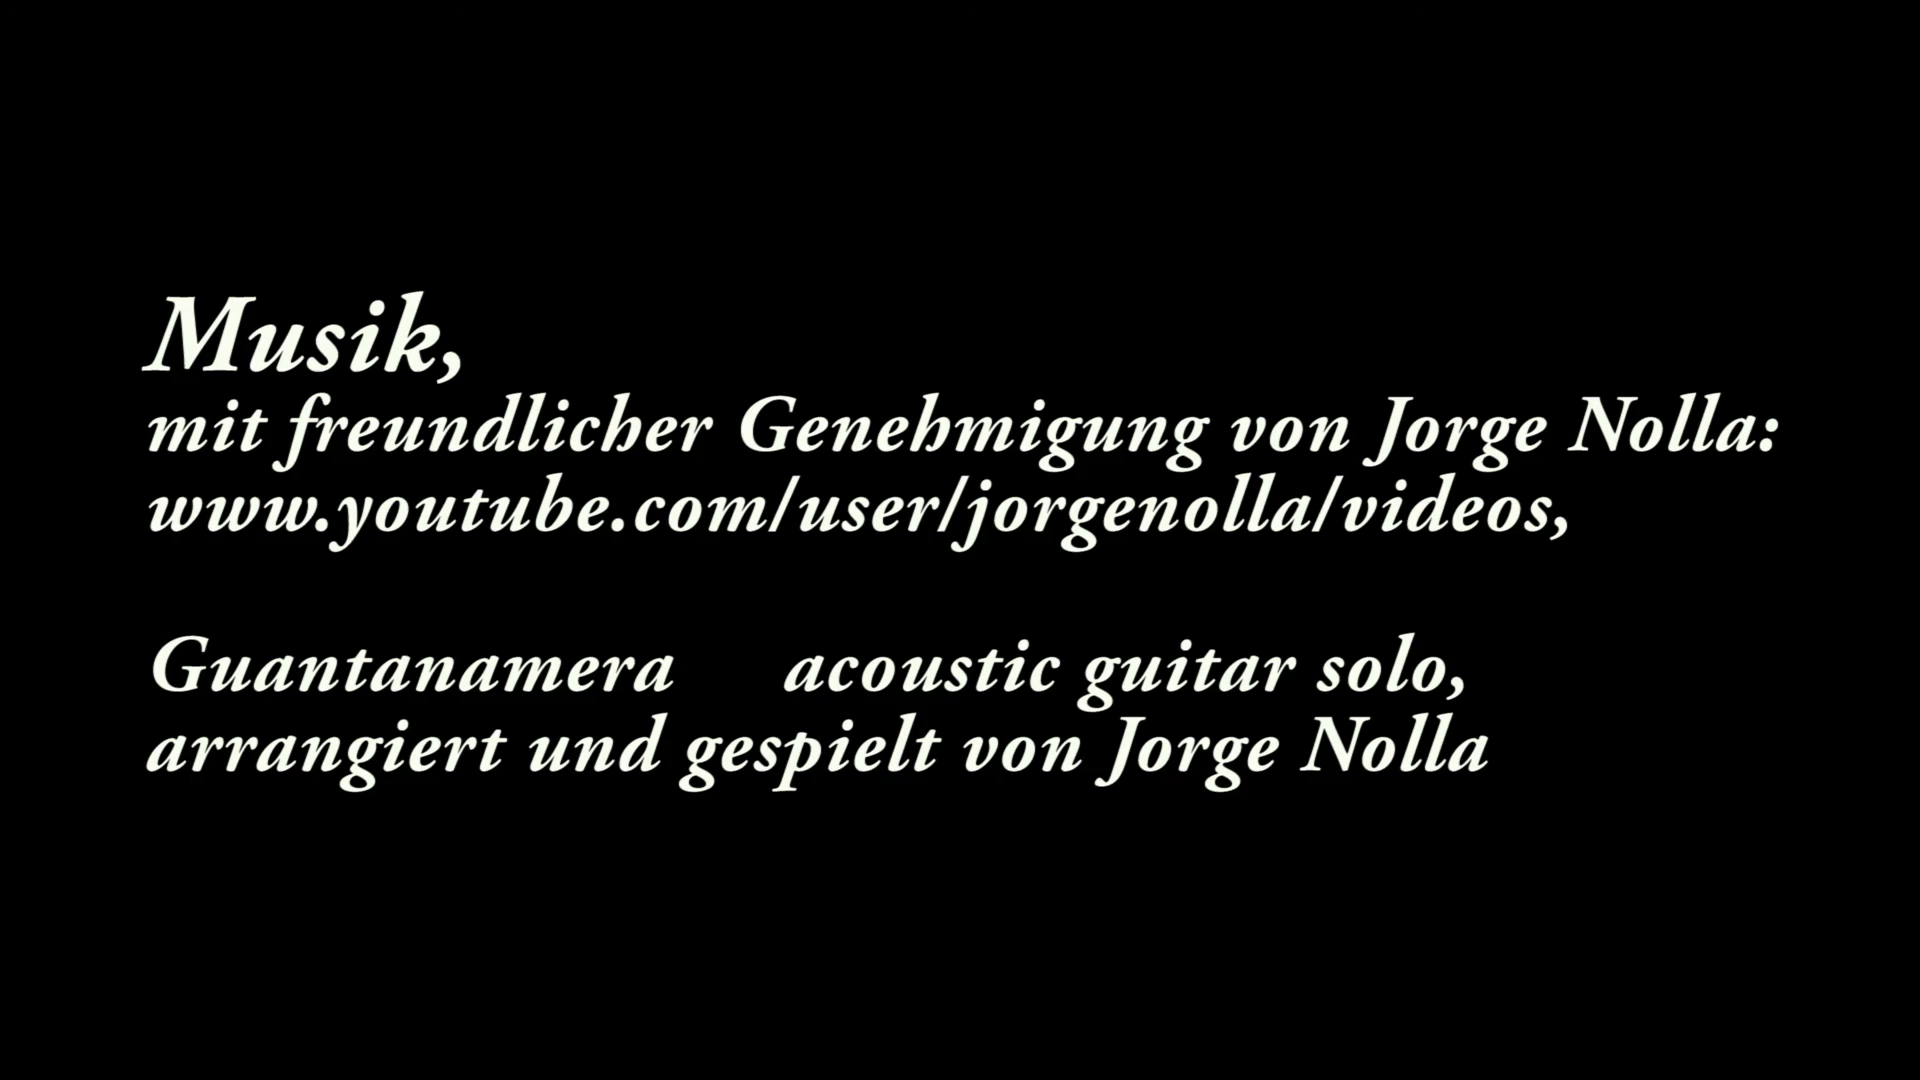 Musik,
mit freundlicher Genehmigung von Jorge Nolla:
www.youtube.com/user/jorgenolla/videos,
Guantanamera acoustic guitar solo,
arrangiert und gespielt von Jorge Nolla